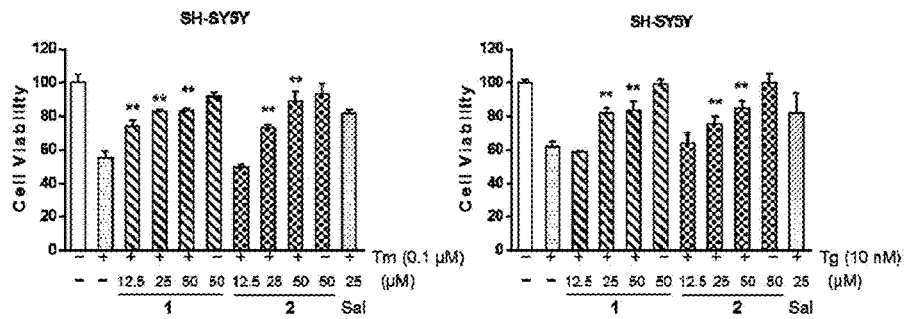 SH-SY5Y
Cell Viability
120
100
80
60
40
20
0
** ** ** ** **
− + + + + − + + + − + Tm (0.1 µM)
− − 12.5 25 50 50 12.5 25 50 50 25 (µM)
1 2 Sal
SH-SY5Y
Cell Viability
120
100
80
60
40
20
0
** ** ** **
− + + + + − + + + − + Tg (10 nM)
− − 12.5 25 50 50 12.5 25 50 50 25 (µM)
1 2 Sal